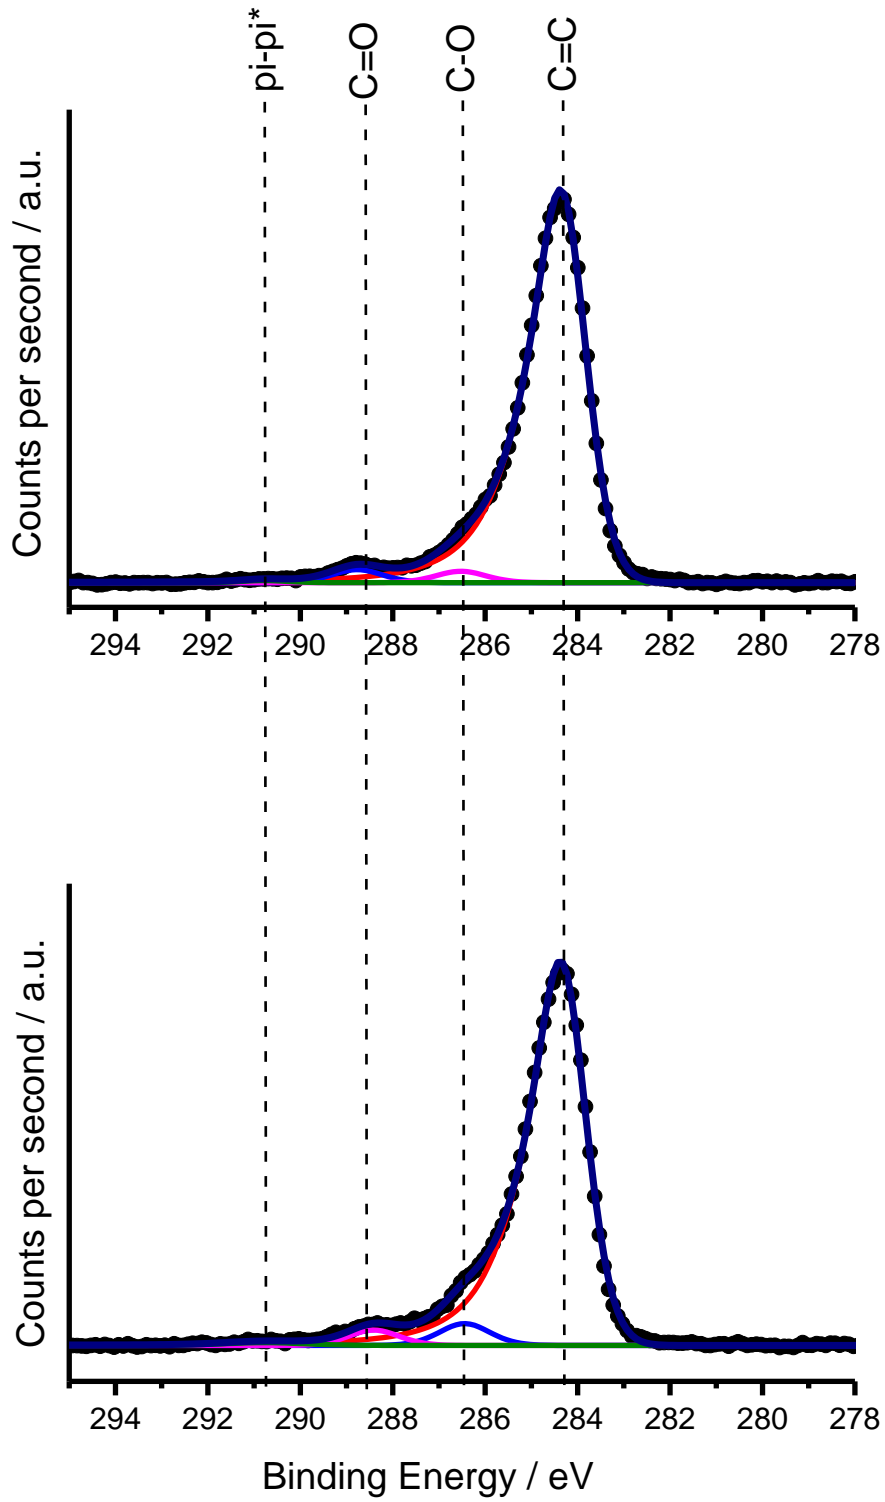 pi-pi*
C=O
C-O
C=C
Counts per second / a.u.
294 292 290 288 286 284 282 280 278
Counts per second / a.u.
294 292 290 288 286 284 282 280 278
Binding Energy / eV